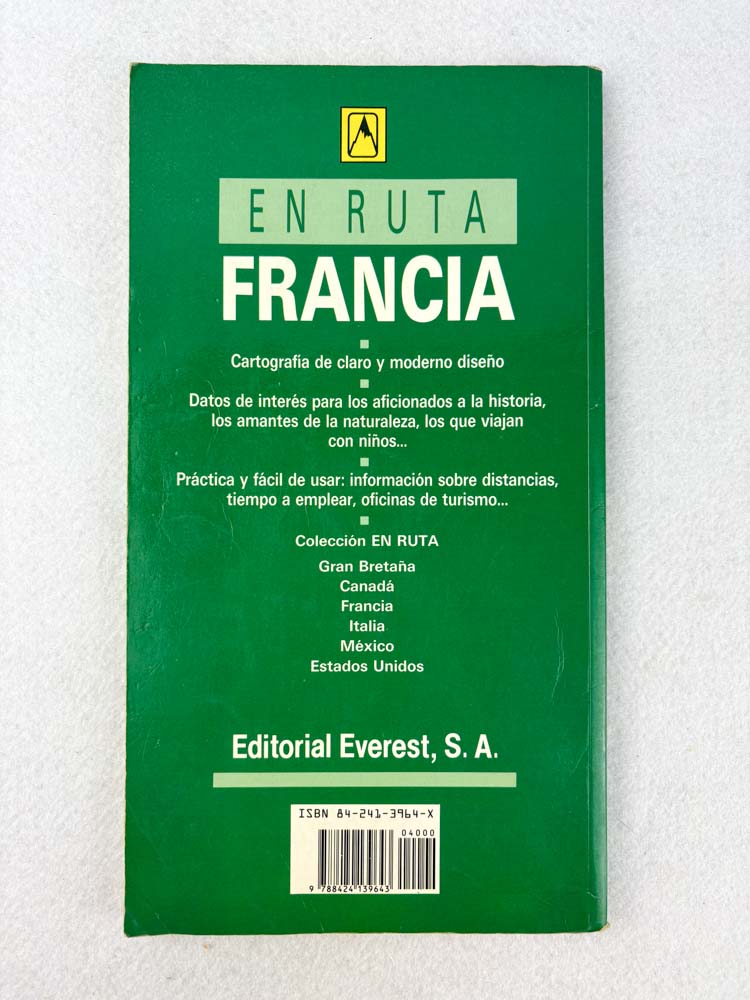 EN RUTA
FRANCIA
Cartografía de claro y moderno diseño
Datos de interés para los aficionados a la historia,
los amantes de la naturaleza, los que viajan
con niños...
Práctica y fácil de usar: información sobre distancias,
tiempo a emplear, oficinas de turismo...
Colección EN RUTA
Gran Bretaña
Canadá
Francia
Italia
México
Estados Unidos
Editorial Everest, S. A.
ISBN 84-241-3964-X
04000
9 788424 139643